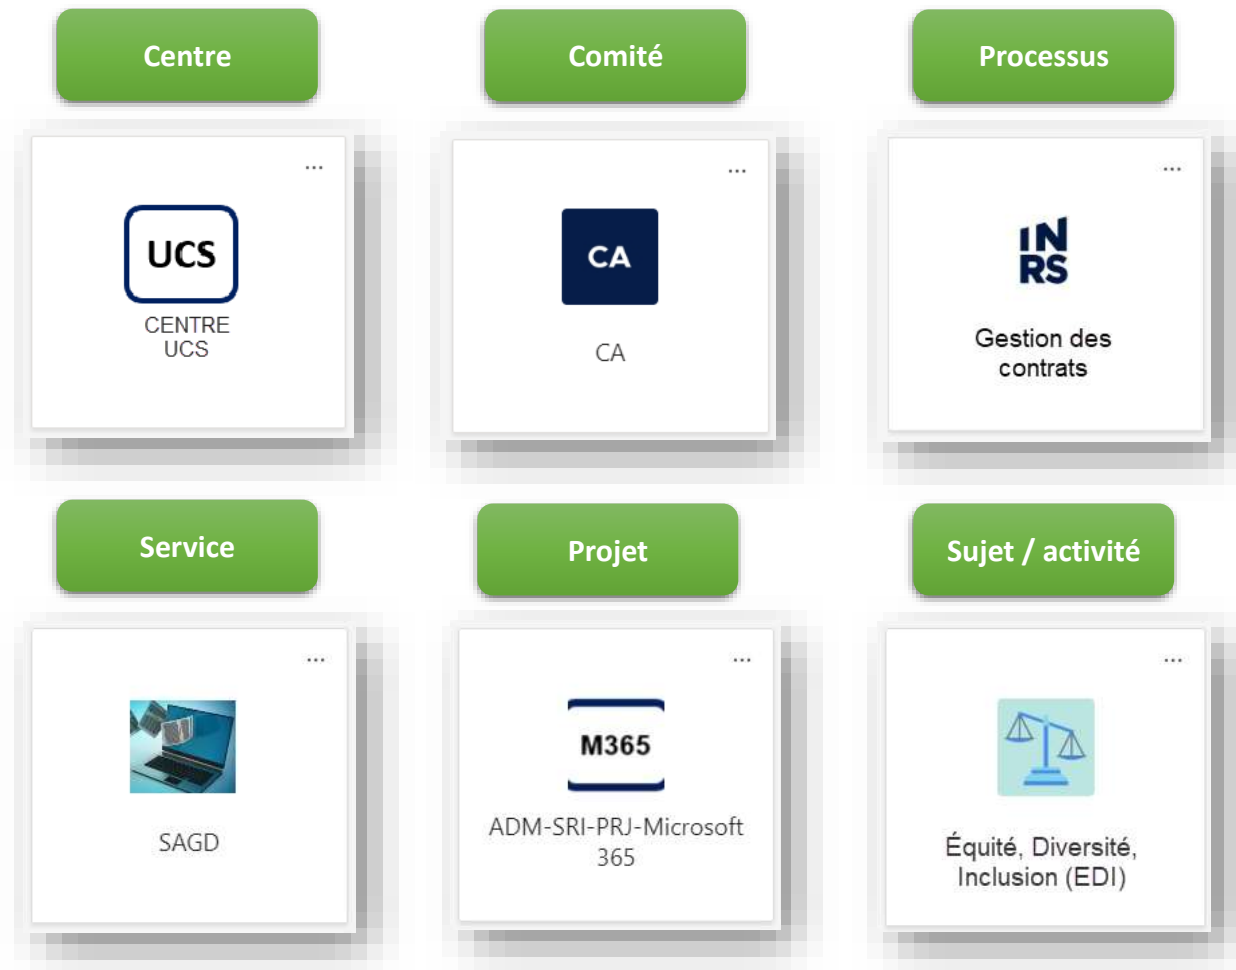 Centre
Comité
Processus
...
UCS
CENTRE
UCS
...
CA
CA
...
IN
RS
Gestion des
contrats
Service
Projet
Sujet / activité
...
SAGD
...
M365
ADM-SRI-PRJ-Microsoft
365
...
Équité, Diversité,
Inclusion (EDI)